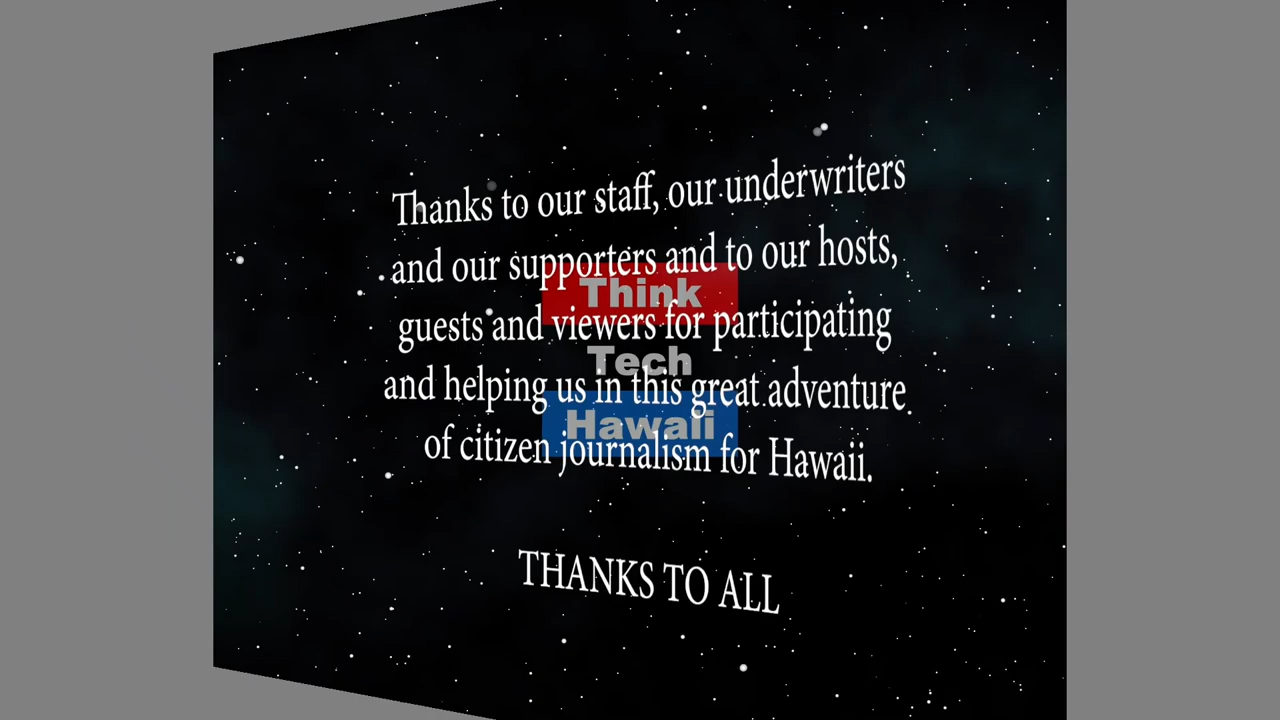 Thanks to our staff, our underwriters
and our supporters and to our hosts,
guests and viewers for participating
and helping us in this great adventure
of citizen journalism for Hawaii.
THANKS TO ALL
Think
Tech
Hawaii